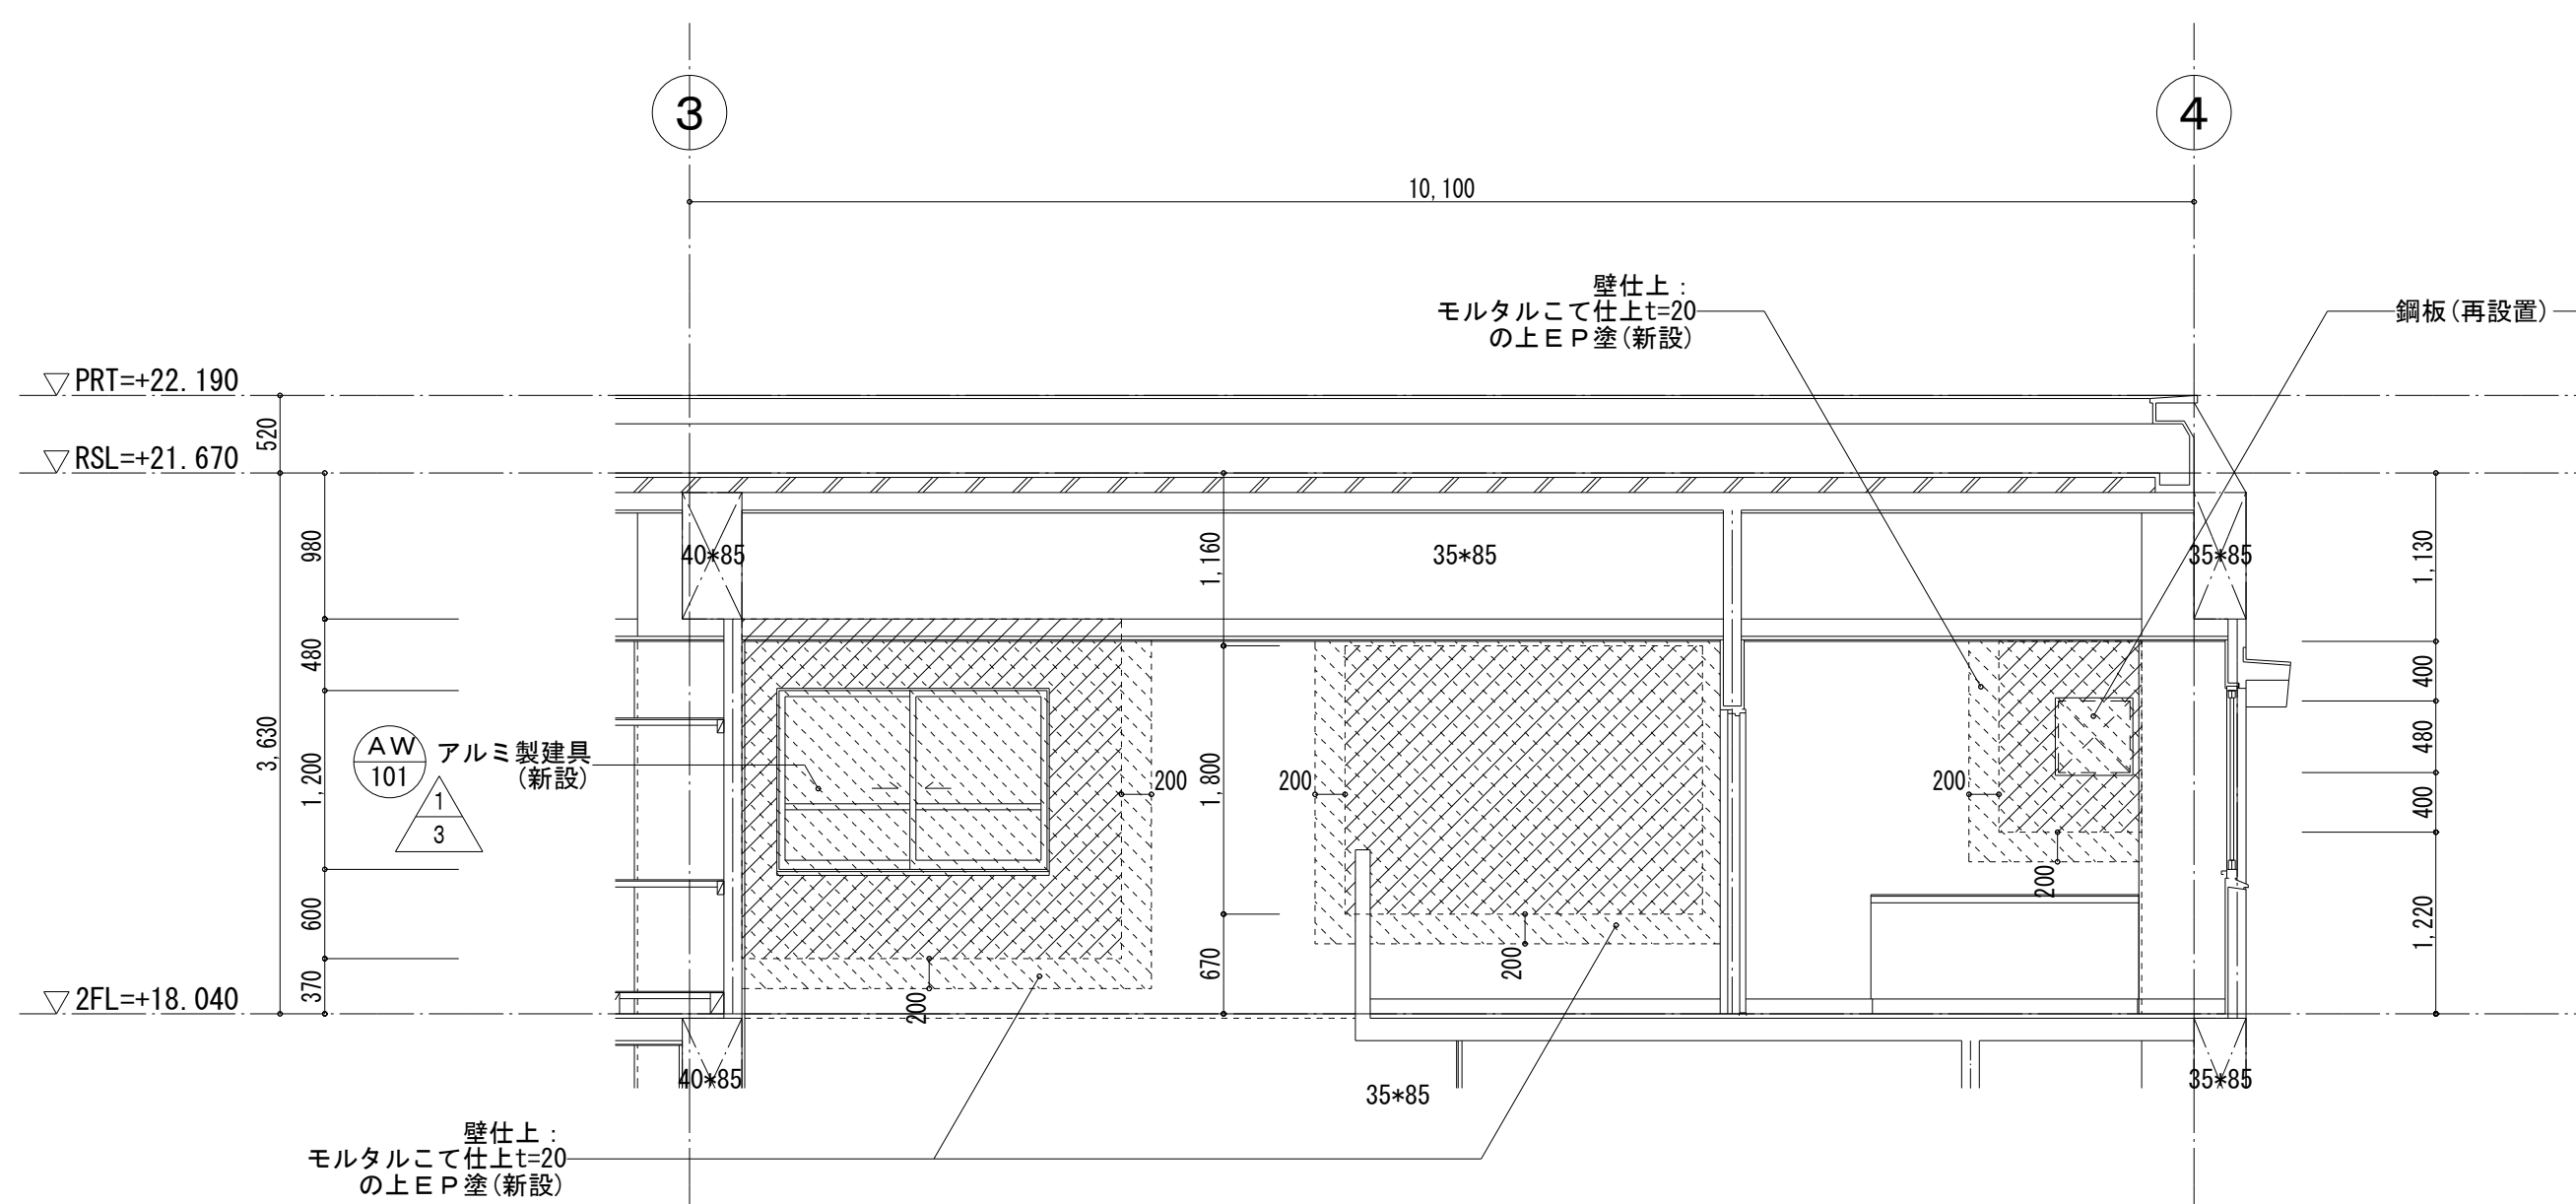 3
4
10,100
壁仕上：
モルタルこて仕上t=20
の上ＥＰ塗(新設)
鋼板(再設置)
PRT=+22.190
520
RSL=+21.670
980
1,160
1,130
40*85
35*85
35*85
480
400
3,630
AW
101
アルミ製建具
(新設)
1
3
1,200
200
1,800
200
200
480
400
600
200
1,220
670
200
370
200
2FL=+18.040
40*85
35*85
35*85
壁仕上：
モルタルこて仕上t=20
の上ＥＰ塗(新設)